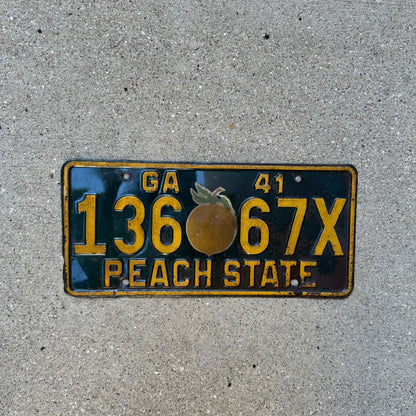 GA 41
136 67X
PEACH STATE